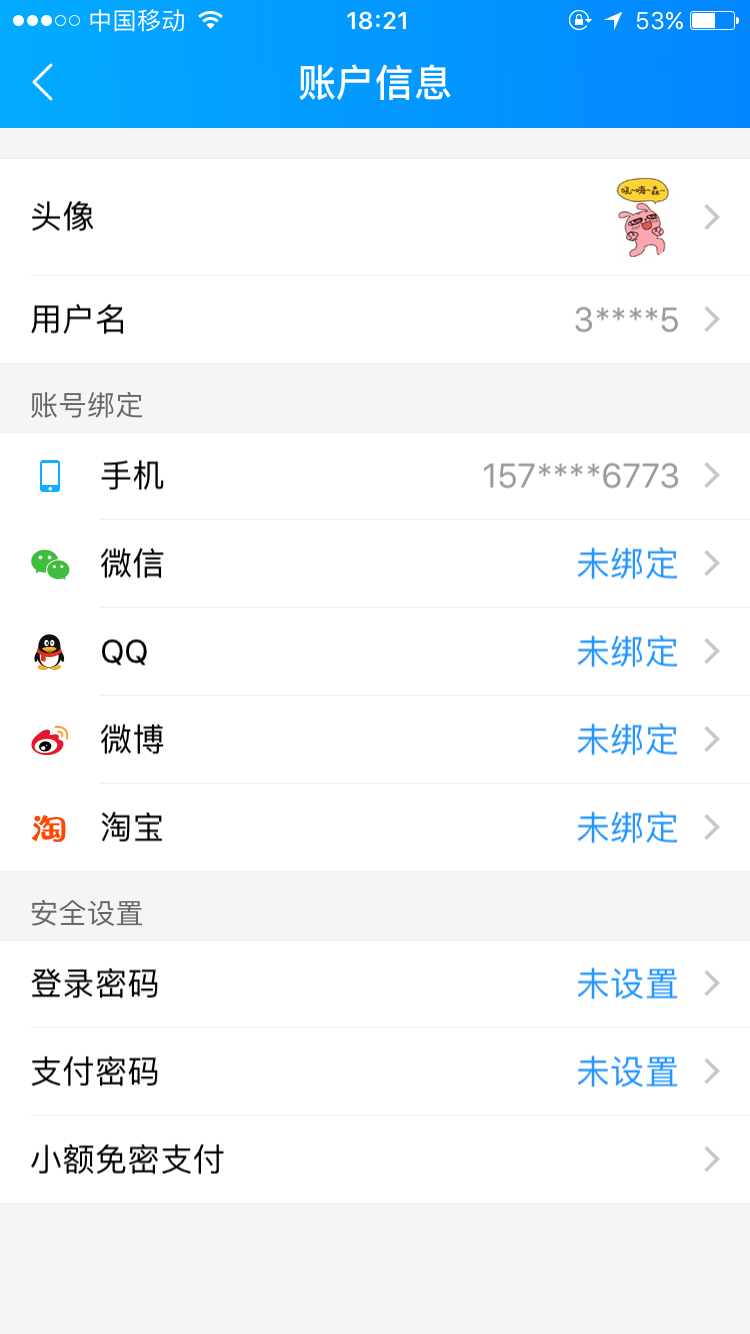 中国移动 18:21 53%
账户信息
头像
用户名 3****5
账号绑定
手机 157****6773
微信 未绑定
QQ 未绑定
微博 未绑定
淘 淘宝 未绑定
安全设置
登录密码 未设置
支付密码 未设置
小额免密支付